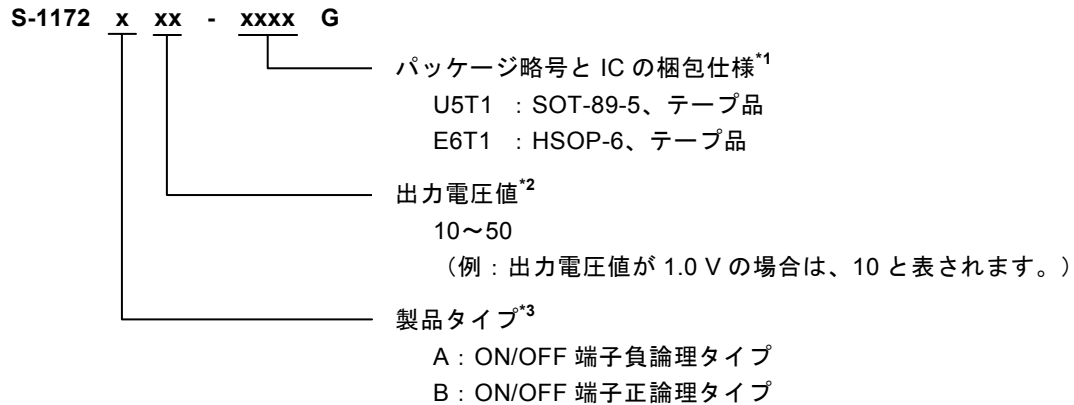 S-1172 x xx - xxxx G
パッケージ略号と IC の梱包仕様*1
U5T1 : SOT-89-5、テープ品
E6T1 : HSOP-6、テープ品
出力電圧値*2
10～50
（例：出力電圧値が 1.0 V の場合は、10 と表されます。）
製品タイプ*3
A：ON/OFF 端子負論理タイプ
B：ON/OFF 端子正論理タイプ